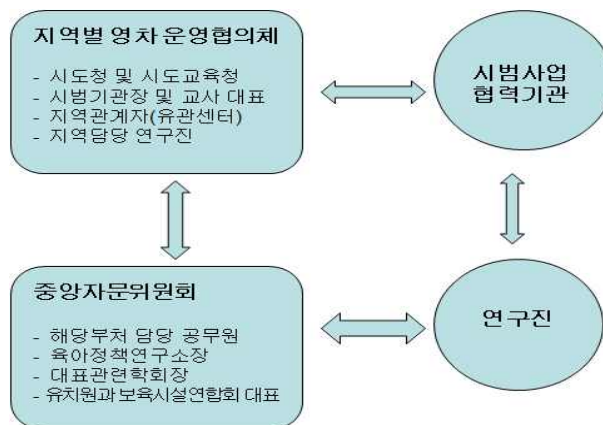 지역별 영차 운영협의체
- 시도청 및 시도교육청
- 시범기관장 및 교사 대표
- 지역관계자(유관센터)
- 지역담당 연구진
시범사업
협력기관
중앙자문위원회
- 해당부처 담당 공무원
- 육아정책연구소장
- 대표관련학회장
- 유치원과 보육시설연합회 대표
연구진